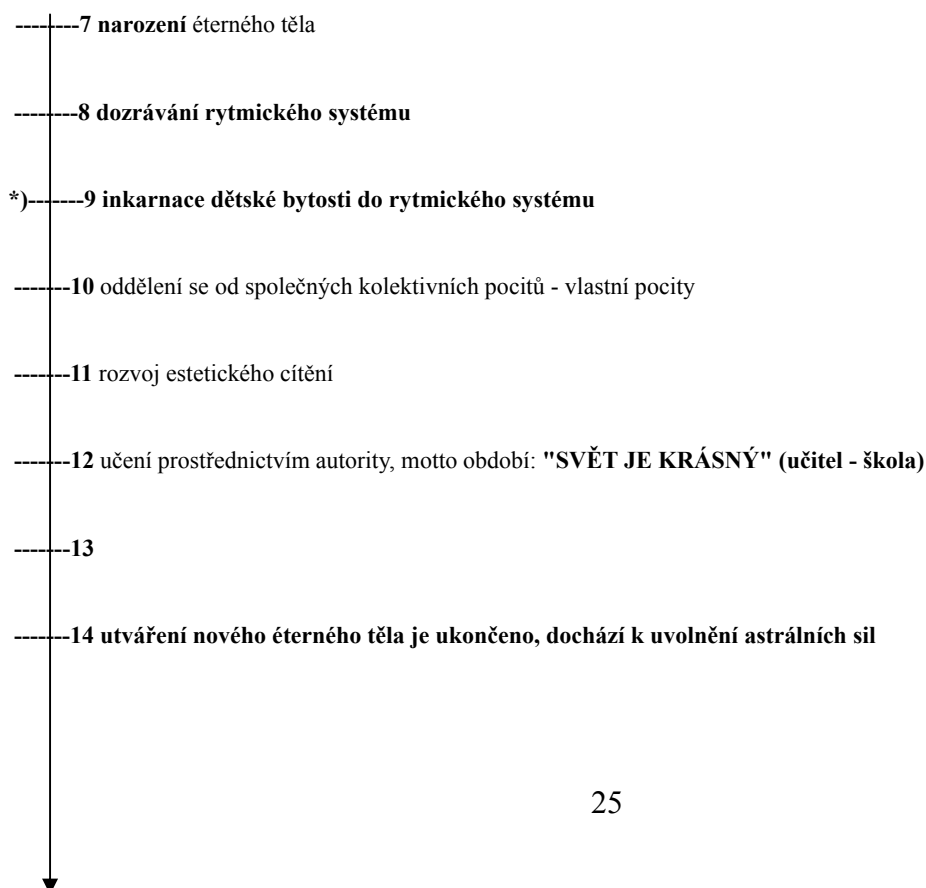 --------7 narození éterného těla
--------8 dozrávání rytmického systému
*)-------9 inkarnace dětské bytosti do rytmického systému
-------10 oddělení se od společných kolektivních pocitů - vlastní pocity
-------11 rozvoj estetického cítění
-------12 učení prostřednictvím autority, motto období: "SVĚT JE KRÁSNÝ" (učitel - škola)
-------13
-------14 utváření nového éterného těla je ukončeno, dochází k uvolnění astrálních sil
25